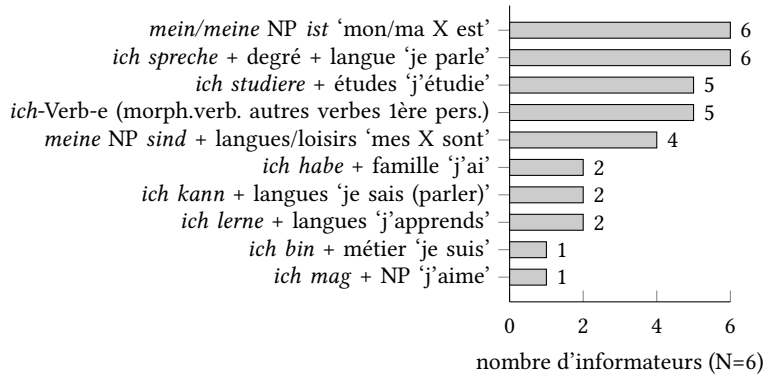 mein/meine NP ist ‘mon/ma X est’ 6
ich spreche + degré + langue ‘je parle’ 6
ich studiere + études ‘j’étudie’ 5
ich-Verb-e (morph.verb. autres verbes 1ère pers.) 5
meine NP sind + langues/loisirs ‘mes X sont’ 4
ich habe + famille ‘j’ai’ 2
ich kann + langues ‘je sais (parler)’ 2
ich lerne + langues ‘j’apprends’ 2
ich bin + métier ‘je suis’ 1
ich mag + NP ‘j’aime’ 1
0 2 4 6
nombre d’informateurs (N=6)